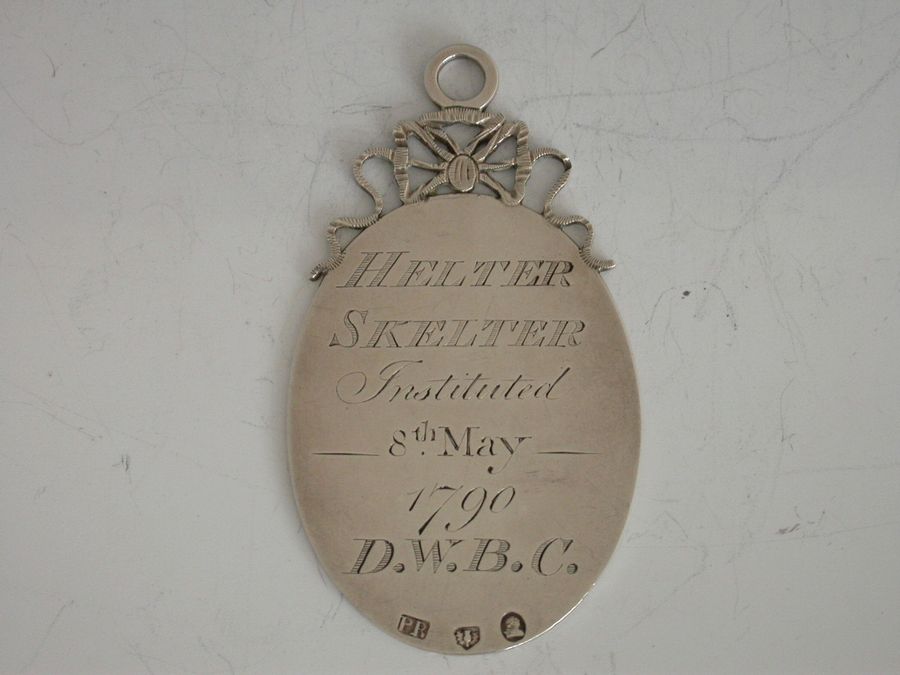 HELTER
SKELTER
Instituted
8th. May
1790
D.W.B.C.
PR